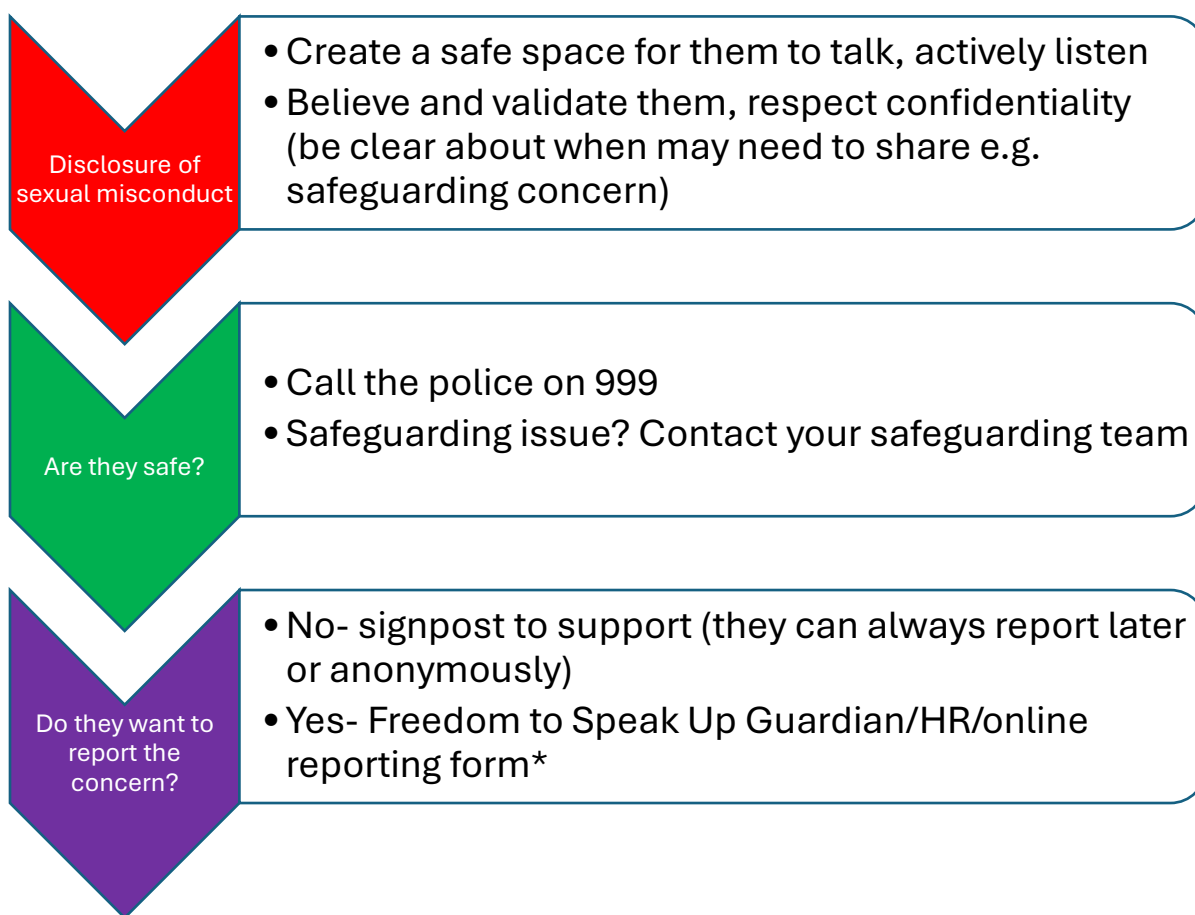 Disclosure of
sexual misconduct
• Create a safe space for them to talk, actively listen
• Believe and validate them, respect confidentiality
(be clear about when may need to share e.g.
safeguarding concern)
Are they safe?
• Call the police on 999
• Safeguarding issue? Contact your safeguarding team
Do they want to
report the
concern?
• No- signpost to support (they can always report later
or anonymously)
• Yes- Freedom to Speak Up Guardian/HR/online
reporting form*